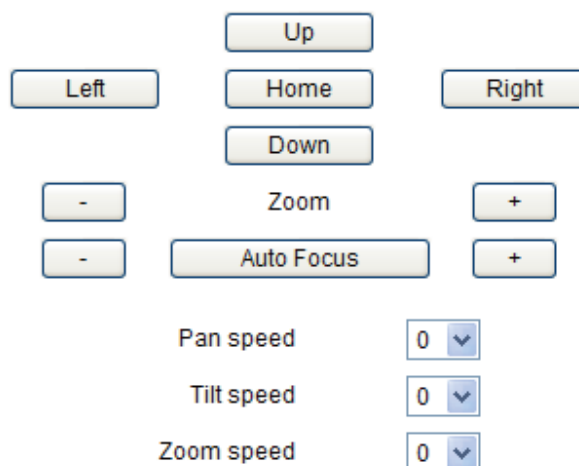 Up
Left Home Right
Down
- Zoom +
- Auto Focus +
Pan speed 0
Tilt speed 0
Zoom speed 0